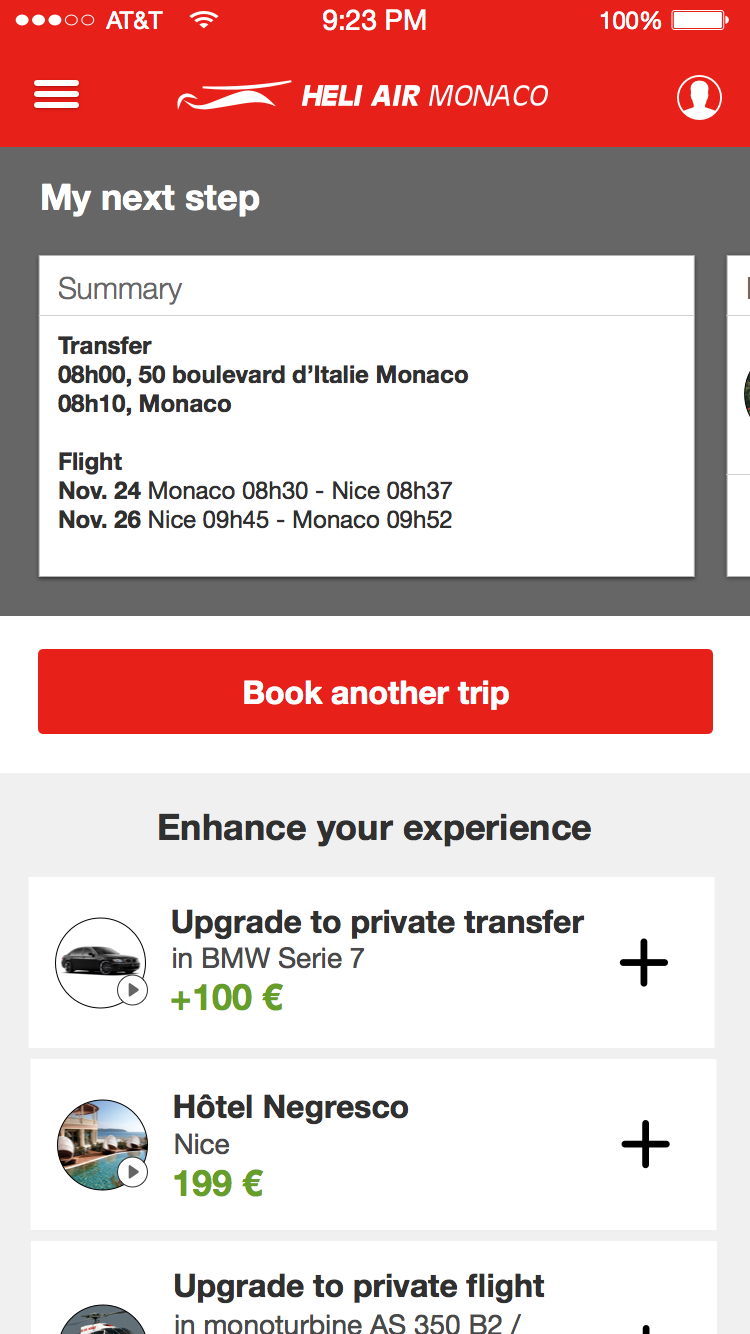 AT&T 9:23 PM 100%
HELI AIR MONACO
My next step
Summary
Transfer
08h00, 50 boulevard d’Italie Monaco
08h10, Monaco
Flight
Nov. 24 Monaco 08h30 - Nice 08h37
Nov. 26 Nice 09h45 - Monaco 09h52
Book another trip
Enhance your experience
Upgrade to private transfer
in BMW Serie 7
+100 €
Hôtel Negresco
Nice
199 €
Upgrade to private flight
in monoturbine AS 350 B2 /